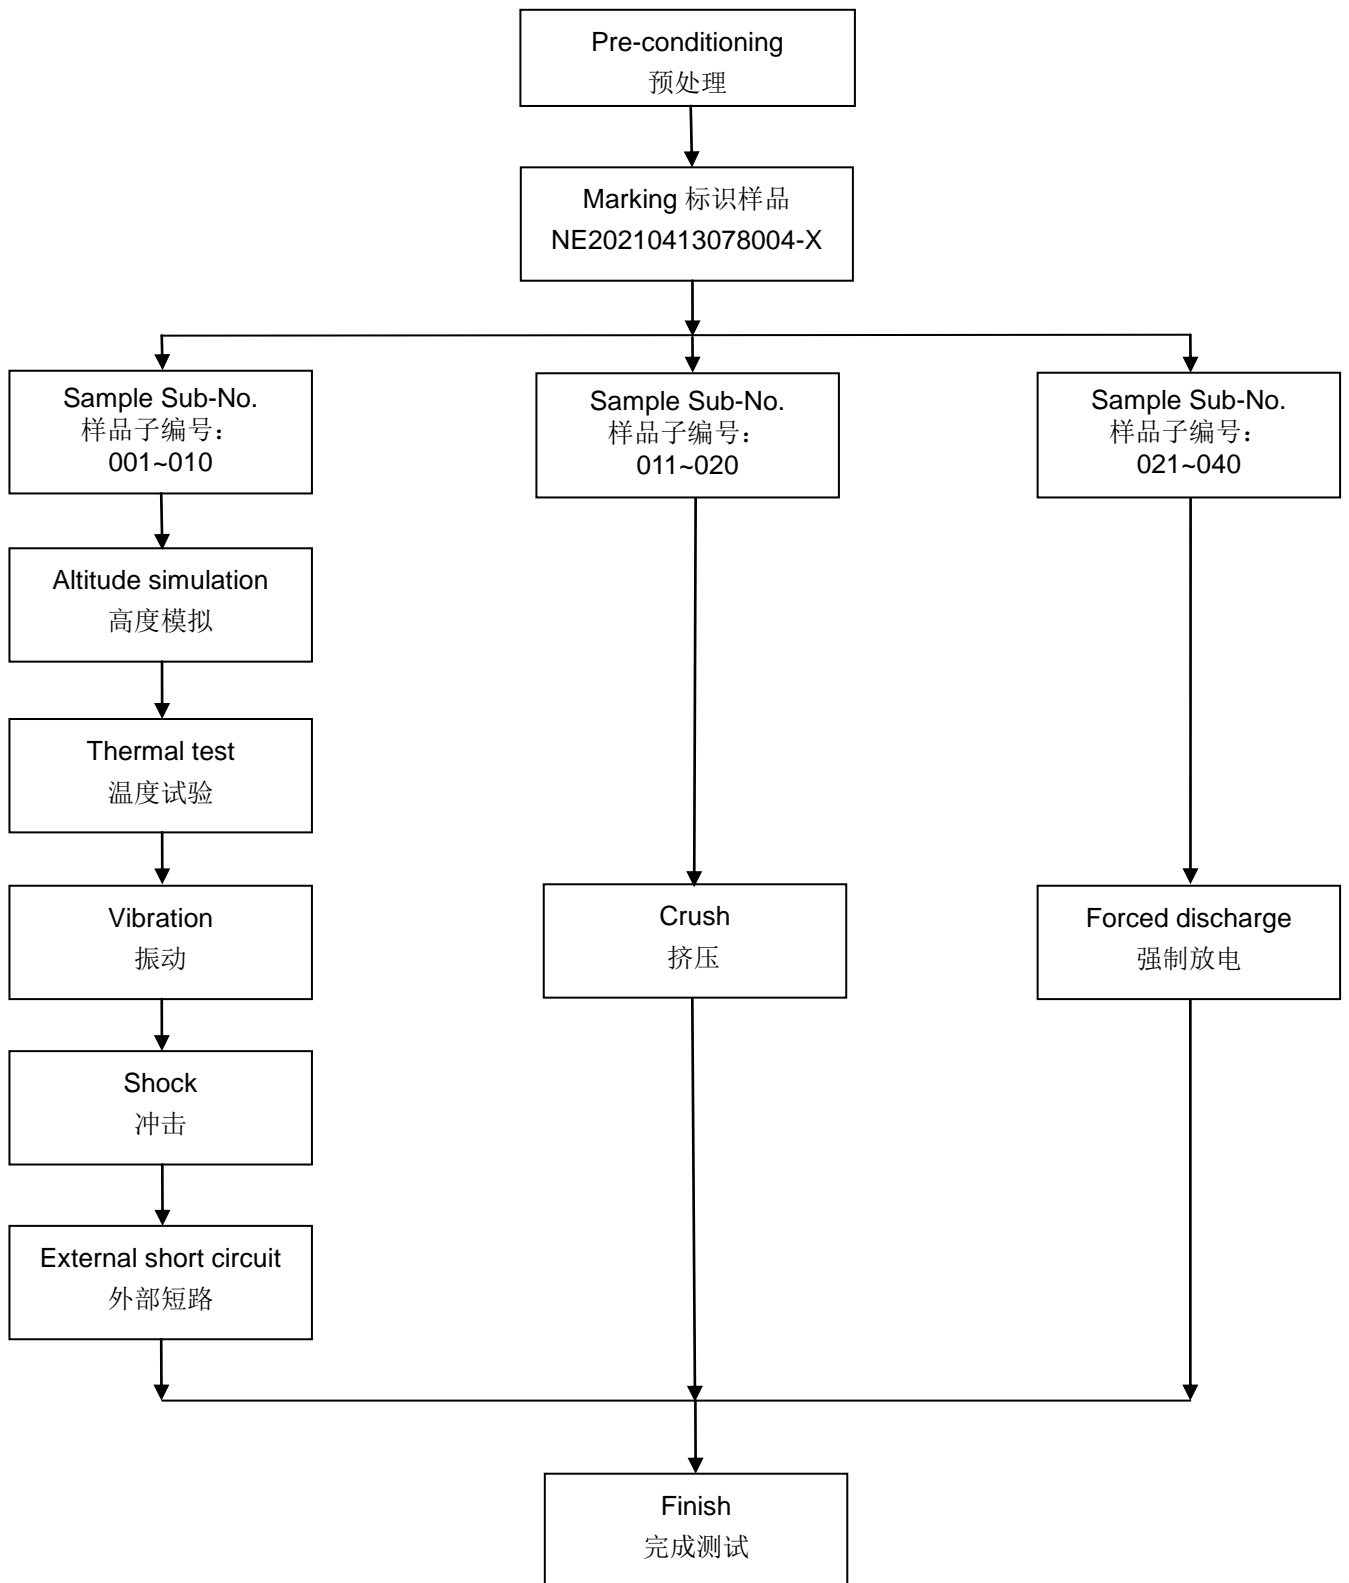 Pre-conditioning
预处理
Marking 标识样品
NE20210413078004-X
Sample Sub-No.
样品子编号：
001~010
Sample Sub-No.
样品子编号：
011~020
Sample Sub-No.
样品子编号：
021~040
Altitude simulation
高度模拟
Thermal test
温度试验
Vibration
振动
Crush
挤压
Forced discharge
强制放电
Shock
冲击
External short circuit
外部短路
Finish
完成测试